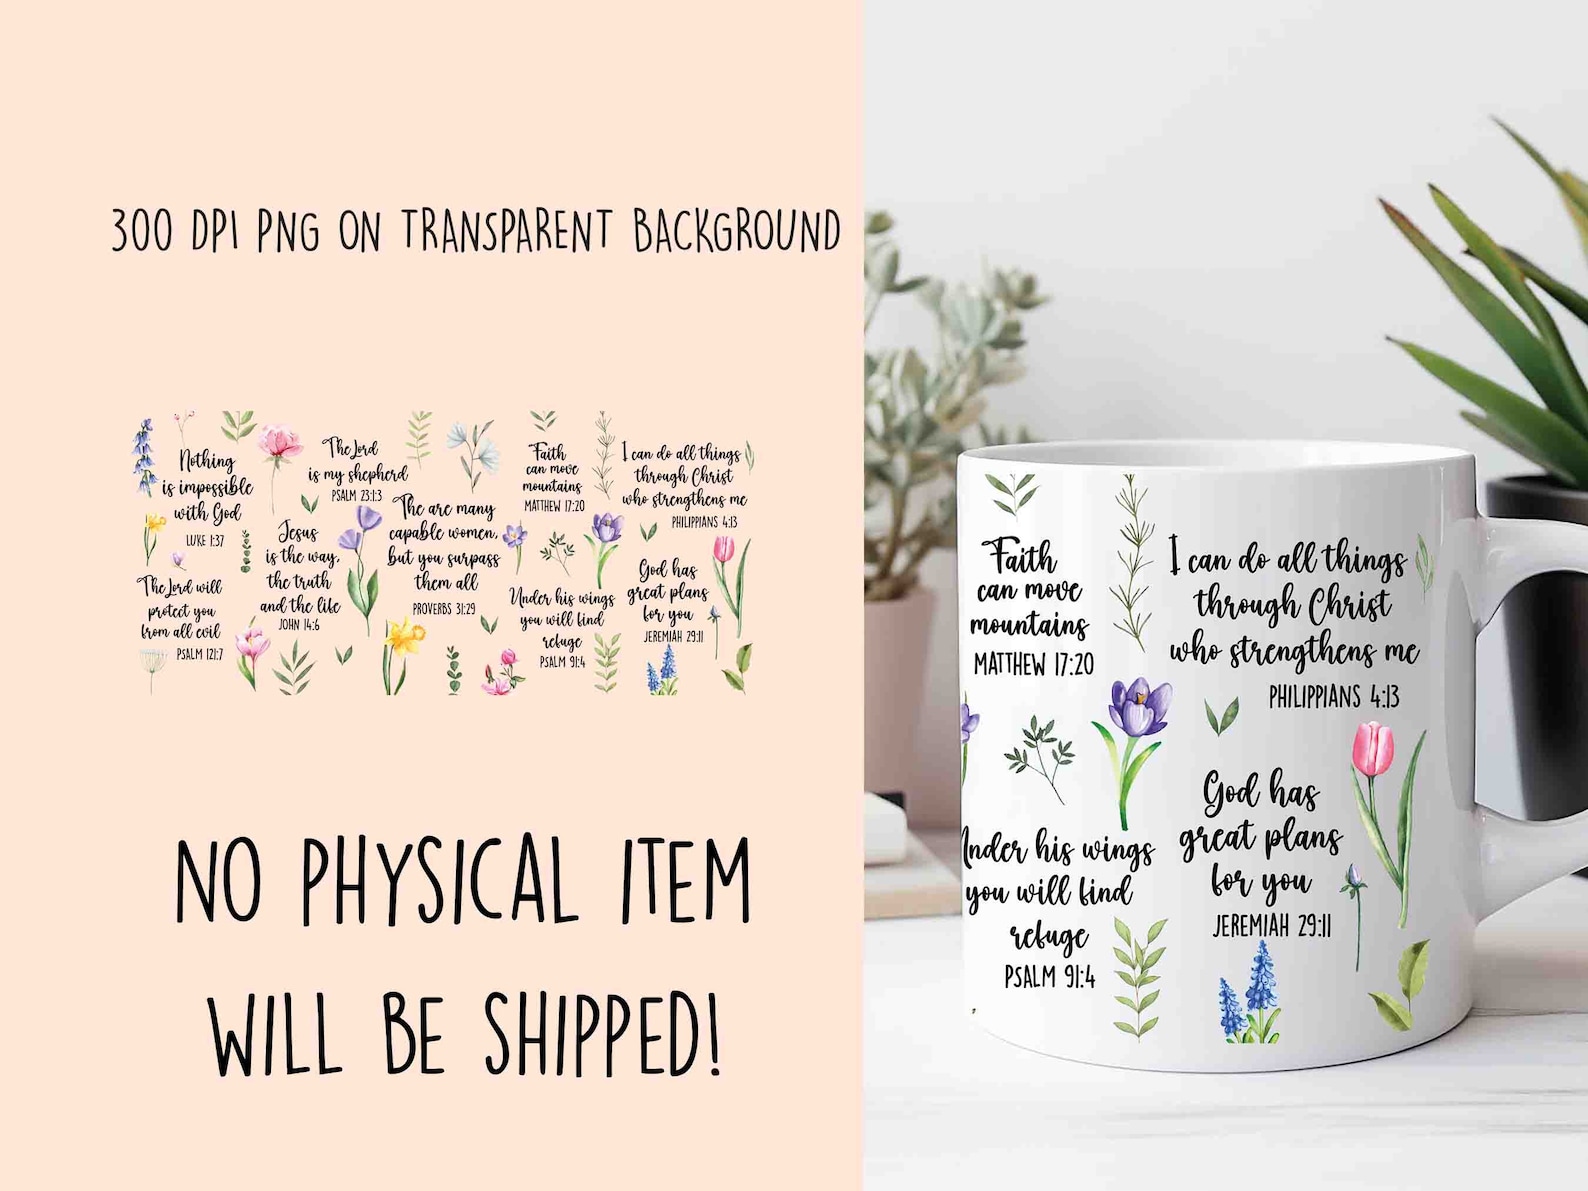 300 DPI PNG ON TRANSPARENT BACKGROUND
Nothing
is impossible
with God
LUKE 1:37
The Lord
is my shepherd
PSALM 23:1:3
Jesus
is the way,
the truth
and the life
JOHN 14:6
The Lord will
protect you
from all evil
PSALM 121:7
The are many
capable women,
but you surpass
them all
PROVERBS 31:29
Faith
can move
mountains
MATTHEW 17:20
I can do all things
through Christ
who strengthens me
PHILIPPIANS 4:13
Under his wings
you will find
refuge
PSALM 91:4
God has
great plans
for you
JEREMIAH 29:11
NO PHYSICAL ITEM
WILL BE SHIPPED!
Faith
can move
mountains
MATTHEW 17:20
I can do all things
through Christ
who strengthens me
PHILIPPIANS 4:13
Under his wings
you will find
refuge
PSALM 91:4
God has
great plans
for you
JEREMIAH 29:11